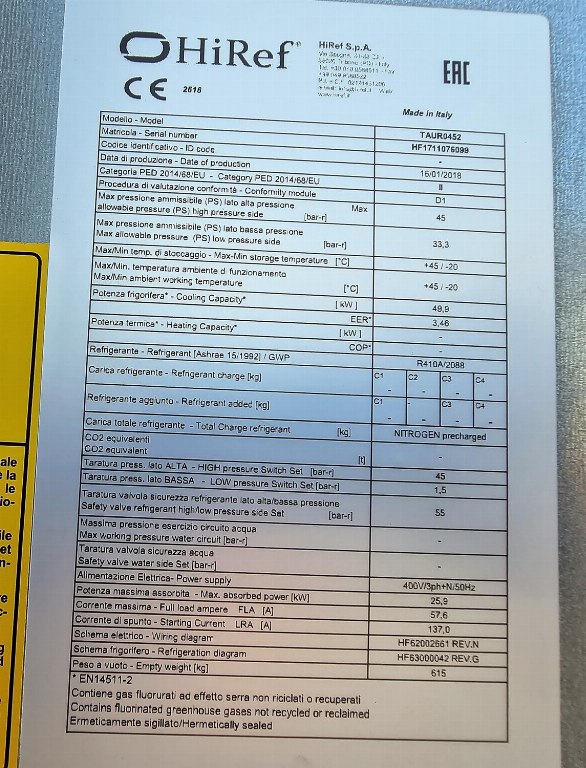 HiRef®
HiRef S.p.A.
EAC
CE 2616
Made in Italy
Modello - Model TAUR0452
Matricola - Serial number HF1711076099
Codice identificativo - ID code -
Data di produzione - Date of production 16/01/2018
Categoria PED 2014/68/EU - Category PED 2014/68/EU II
Procedura di valutazione conformità - Conformity module D1
Max pressione ammissibile (PS) lato alta pressione Max
allowable pressure (PS) high pressure side [bar-r] 45
Max pressione ammissibile (PS) lato bassa pressione
Max allowable pressure (PS) low pressure side [bar-r] 33,3
Max/Min temp. di stoccaggio - Max-Min storage temperature [°C] +45 / -20
Max/Min. temperatura ambiente di funzionamento
Max/Min ambient working temperature [°C] +45 / -20
Potenza frigorifera* - Cooling Capacity* [ kW ] 49,9
EER* 3,46
Potenza termica* - Heating Capacity* [ kW ] -
COP* -
Refrigerante - Refrigerant [Ashrae 15/1992] / GWP R410A/2088
Carica refrigerante - Refrigerant charge [kg] C1 - C2 - C3 - C4 -
Refrigerante aggiunto - Refrigerant added [kg] C1 - - C3 - C4 -
Carica totale refrigerante - Total Charge refrigerant [kg] NITROGEN precharged
CO2 equivalenti
CO2 equivalent [t] -
Taratura press. lato ALTA - HIGH pressure Switch Set [bar-r] 45
Taratura press. lato BASSA - LOW pressure Switch Set [bar-r] 1,5
Taratura valvola sicurezza refrigerante lato alta/bassa pressione
Safety valve refrigerant high/low pressure side Set [bar-r] 55
Massima pressione esercizio circuito acqua
Max working pressure water circuit [bar-r] -
Taratura valvola sicurezza acqua
Safety valve water side Set [bar-r] -
Alimentazione Elettrica- Power supply 400V/3ph+N/50Hz
Potenza massima assorbita - Max. absorbed power [kW] 25,9
Corrente massima - Full load ampere FLA [A] 57,6
Corrente di spunto - Starting Current LRA [A] 137,0
Schema elettrico - Wiring diagram HF62002661 REV.N
Schema frigorifero - Refrigeration diagram HF63000042 REV.G
Peso a vuoto - Empty weight [kg] 615
* EN14511-2
Contiene gas fluorurati ad effetto serra non riciclati o recuperati
Contains fluorinated greenhouse gases not recycled or reclaimed
Ermeticamente sigillato/Hermetically sealed